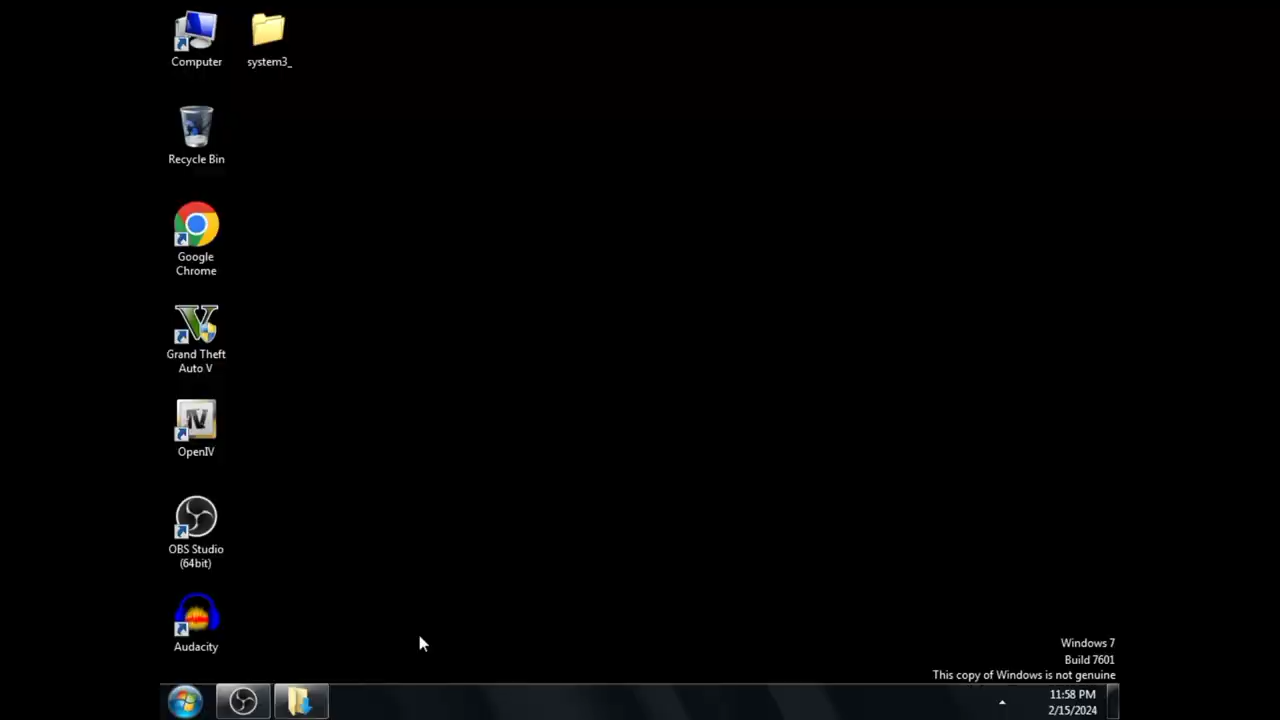 Computer
system3_
Recycle Bin
Google
Chrome
Grand Theft
Auto V
OpenIV
OBS Studio
(64bit)
Audacity
Windows 7
Build 7601
This copy of Windows is not genuine
11:58 PM
2/15/2024